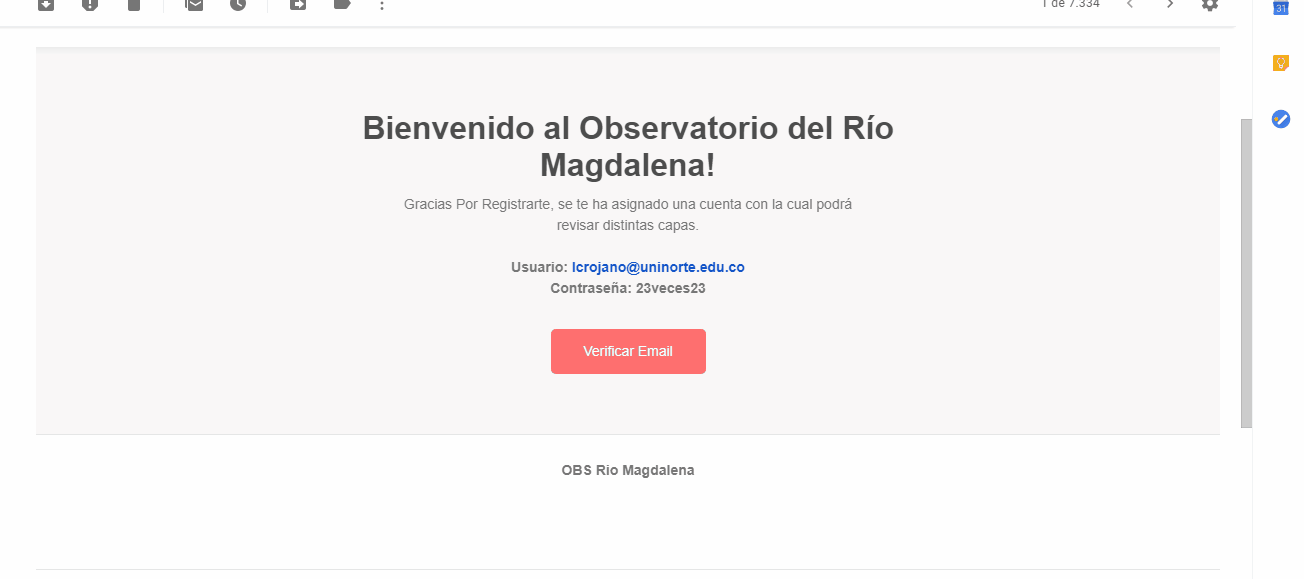 1 de 7.334
31
Bienvenido al Observatorio del Río
Magdalena!
Gracias Por Registrarte, se te ha asignado una cuenta con la cual podrá
revisar distintas capas.
Usuario: lcrojano@uninorte.edu.co
Contraseña: 23veces23
Verificar Email
OBS Rio Magdalena